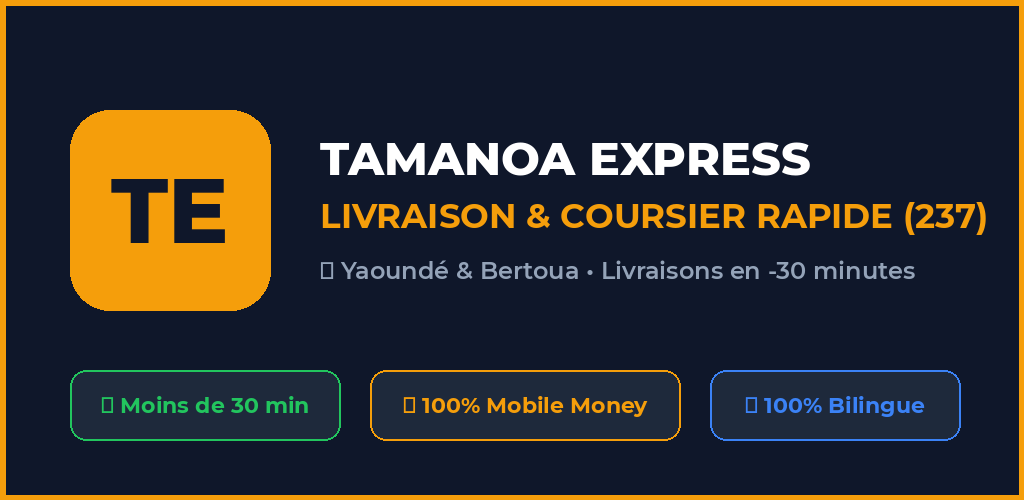 TE
TAMANOA EXPRESS
LIVRAISON & COURSIER RAPIDE (237)
Yaoundé & Bertoua • Livraisons en -30 minutes
Moins de 30 min
100% Mobile Money
100% Bilingue